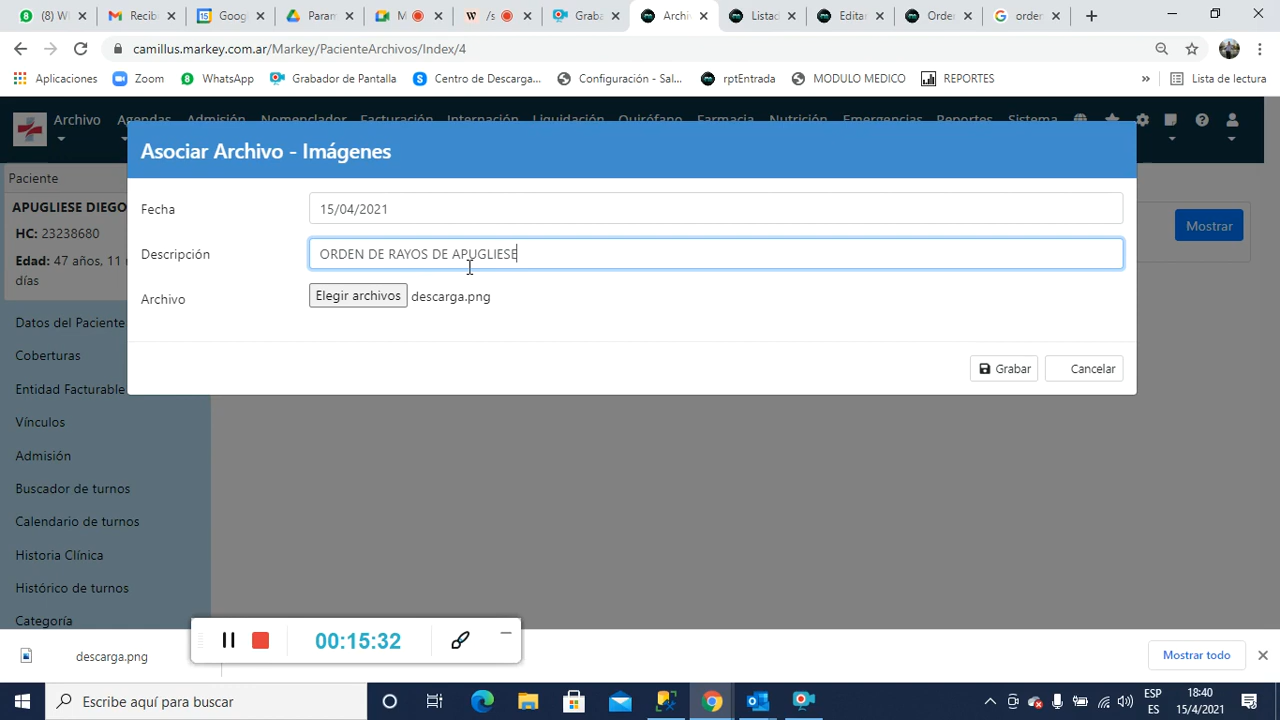 (8) W
Recib
Goog
Param
M
/s
Graba
Archiv
Listad
Editar
Order
order
camillus.markey.com.ar/Markey/PacienteArchivos/Index/4
Aplicaciones
Zoom
WhatsApp
Grabador de Pantalla
Centro de Descarga...
Configuración - Sal...
rptEntrada
MODULO MEDICO
REPORTES
»
Lista de lectura
Archivo Agendas Admisión Nomenclador Facturación Internación Liquidación Quirófano Farmacia Nutrición Emergencias Reportes Sistema
Paciente
APUGLIESE DIEGO
HC: 23238680
Edad: 47 años, 11
días
Mostrar
Asociar Archivo - Imágenes
Fecha
15/04/2021
Descripción
ORDEN DE RAYOS DE APUGLIESE
Archivo
Elegir archivos descarga.png
Grabar
Cancelar
Datos del Paciente
Coberturas
Entidad Facturable
Vínculos
Admisión
Buscador de turnos
Calendario de turnos
Historia Clínica
Histórico de turnos
Categoría
00:15:32
descarga.png
Mostrar todo
Escribe aquí para buscar
ESP
ES
18:40
15/4/2021